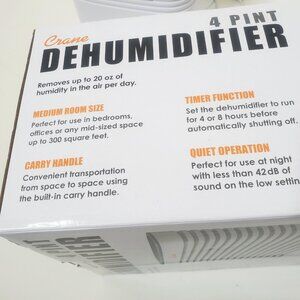 Crane
4 PINT
DEHUMIDIFIER
Removes up to 20 oz of
humidity in the air per day.
MEDIUM ROOM SIZE
Perfect for use in bedrooms,
offices or any mid-sized space
up to 300 square feet.
CARRY HANDLE
Convenient transportation
from space to space using
the built-in carry handle.
TIMER FUNCTION
Set the dehumidifier to run
for 4 or 8 hours before
automatically shutting off.
QUIET OPERATION
Perfect for use at night
with less than 42dB of
sound on the low settin